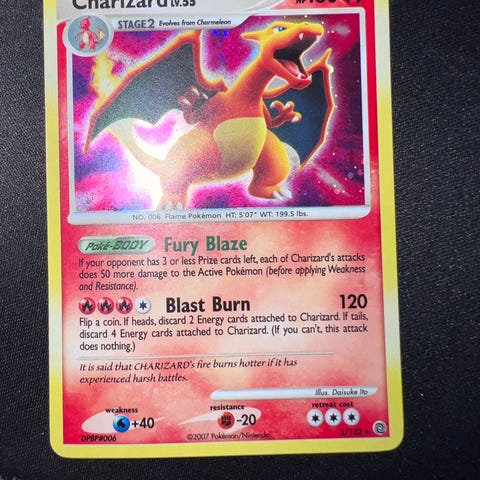 Charizard LV.55
STAGE2 Evolves from Charmeleon
NO. 006 Flame Pokémon HT: 5'07" WT: 199.5 lbs.
Poké-BODY Fury Blaze
If your opponent has 3 or less Prize cards left, each of Charizard's attacks
does 50 more damage to the Active Pokémon (before applying Weakness
and Resistance).
Blast Burn 120
Flip a coin. If heads, discard 2 Energy cards attached to Charizard. If tails,
discard 4 Energy cards attached to Charizard. (If you can't, this attack
does nothing.)
It is said that CHARIZARD's fire burns hotter if it has
experienced harsh battles.
Illus. Daisuke Ito
weakness resistance retreat cost
+40 -20
DPBP#006 ©2007 Pokémon/Nintendo 3/132